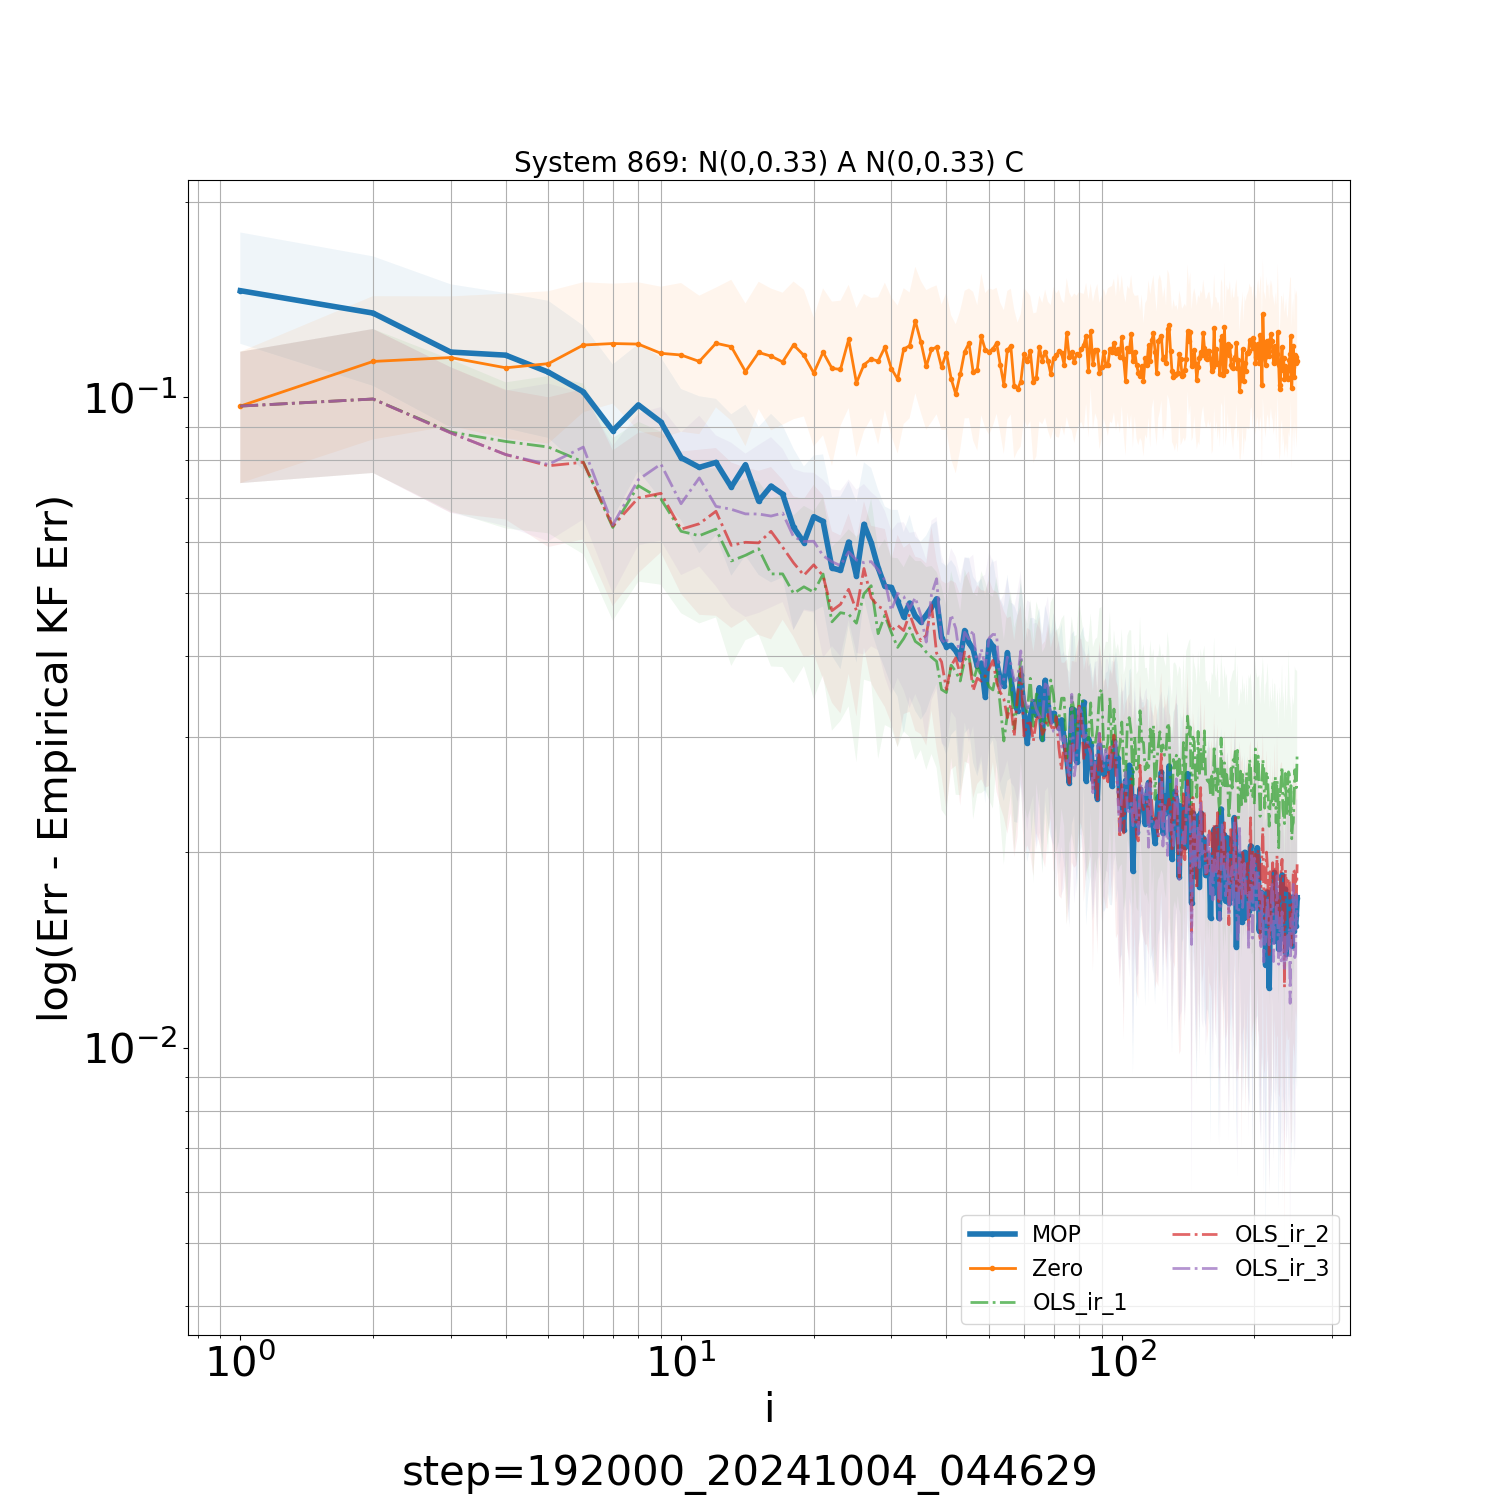 System 869: N(0,0.33) A N(0,0.33) C
log(Err - Empirical KF Err)
10⁻¹
10⁻²
MOP
Zero
OLS_ir_1
OLS_ir_2
OLS_ir_3
10⁰ 10¹ 10²
i
step=192000_20241004_044629